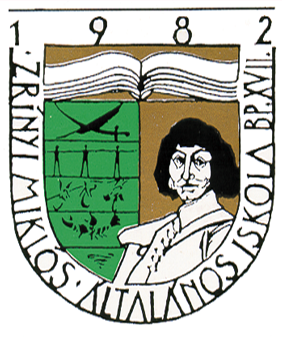 1982
ZRÍNYI MIKLÓS · ÁLTALÁNOS ISKOLA BP. XVII.